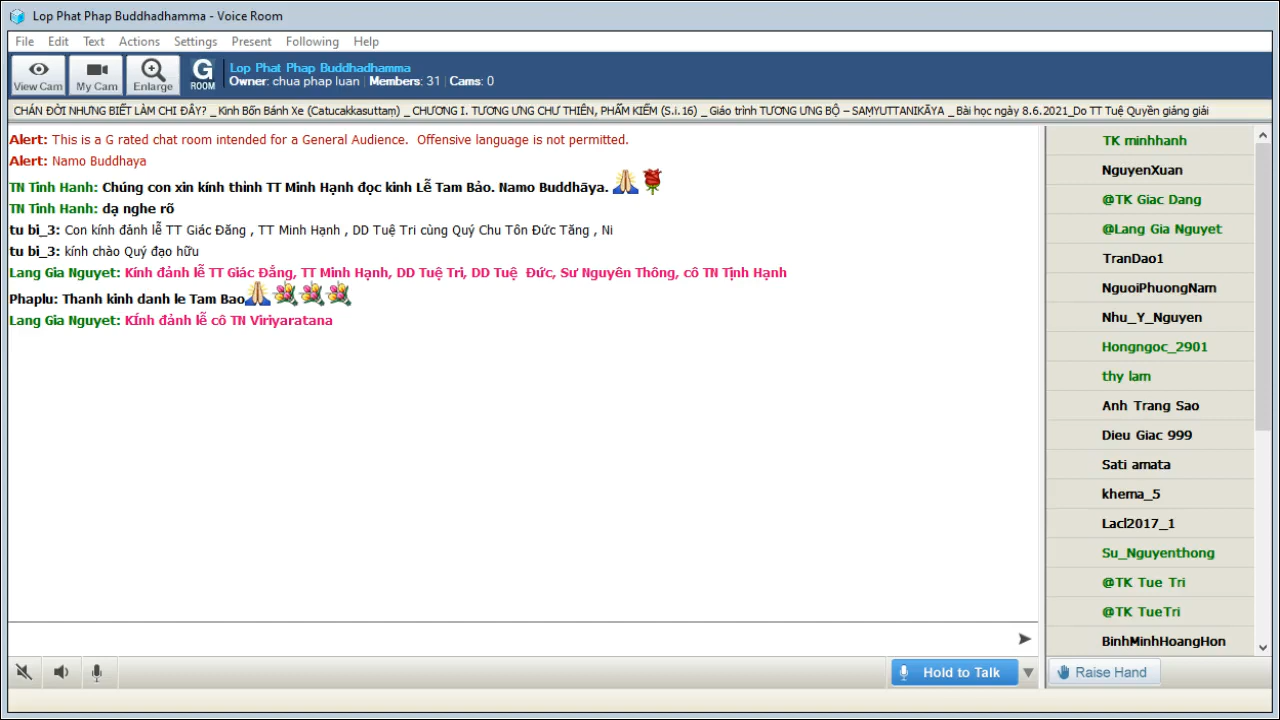 Lop Phat Phap Buddhadhamma - Voice Room
File Edit Text Actions Settings Present Following Help
View Cam My Cam Enlarge G ROOM
Lop Phat Phap Buddhadhamma
Owner: chua phap luan Members: 31 Cams: 0
CHÁN ĐỜI NHƯNG BIẾT LÀM CHI ĐÂY? _ Kinh Bốn Bánh Xe (Catucakkasuttaṃ) _ CHƯƠNG I. TƯƠNG ƯNG CHƯ THIÊN, PHẨM KIẾM (S.i.16) _ Giáo trình TƯƠNG ƯNG BỘ – SAṂYUTTANIKĀYA _ Bài học ngày 8.6.2021_Do TT Tuệ Quyền giảng giải
Alert: This is a G rated chat room intended for a General Audience. Offensive language is not permitted.
Alert: Namo Buddhaya
TN Tinh Hanh: Chúng con xin kính thỉnh TT Minh Hạnh đọc kinh Lễ Tam Bảo. Namo Buddhāya.
TN Tinh Hanh: dạ nghe rõ
tu bi_3: Con kính đảnh lễ TT Giác Đăng , TT Minh Hạnh , DD Tuệ Tri cùng Quý Chu Tôn Đức Tăng , Ni
tu bi_3: kính chào Quý đạo hữu
Lang Gia Nguyet: Kính đảnh lễ TT Giác Đẳng, TT Minh Hạnh, DD Tuệ Tri, DD Tuệ Đức, Sư Nguyên Thông, cô TN Tịnh Hạnh
Phaplu: Thanh kinh danh le Tam Bao
Lang Gia Nguyet: KÍnh đảnh lễ cô TN Viriyaratana
TK minhhanh
NguyenXuan
@TK Giac Dang
@Lang Gia Nguyet
TranDao1
NguoiPhuongNam
Nhu_Y_Nguyen
Hongngoc_2901
thy lam
Anh Trang Sao
Dieu Giac 999
Sati amata
khema_5
Lacl2017_1
Su_Nguyenthong
@TK Tue Tri
@TK TueTri
BinhMinhHoangHon
Hold to Talk
Raise Hand